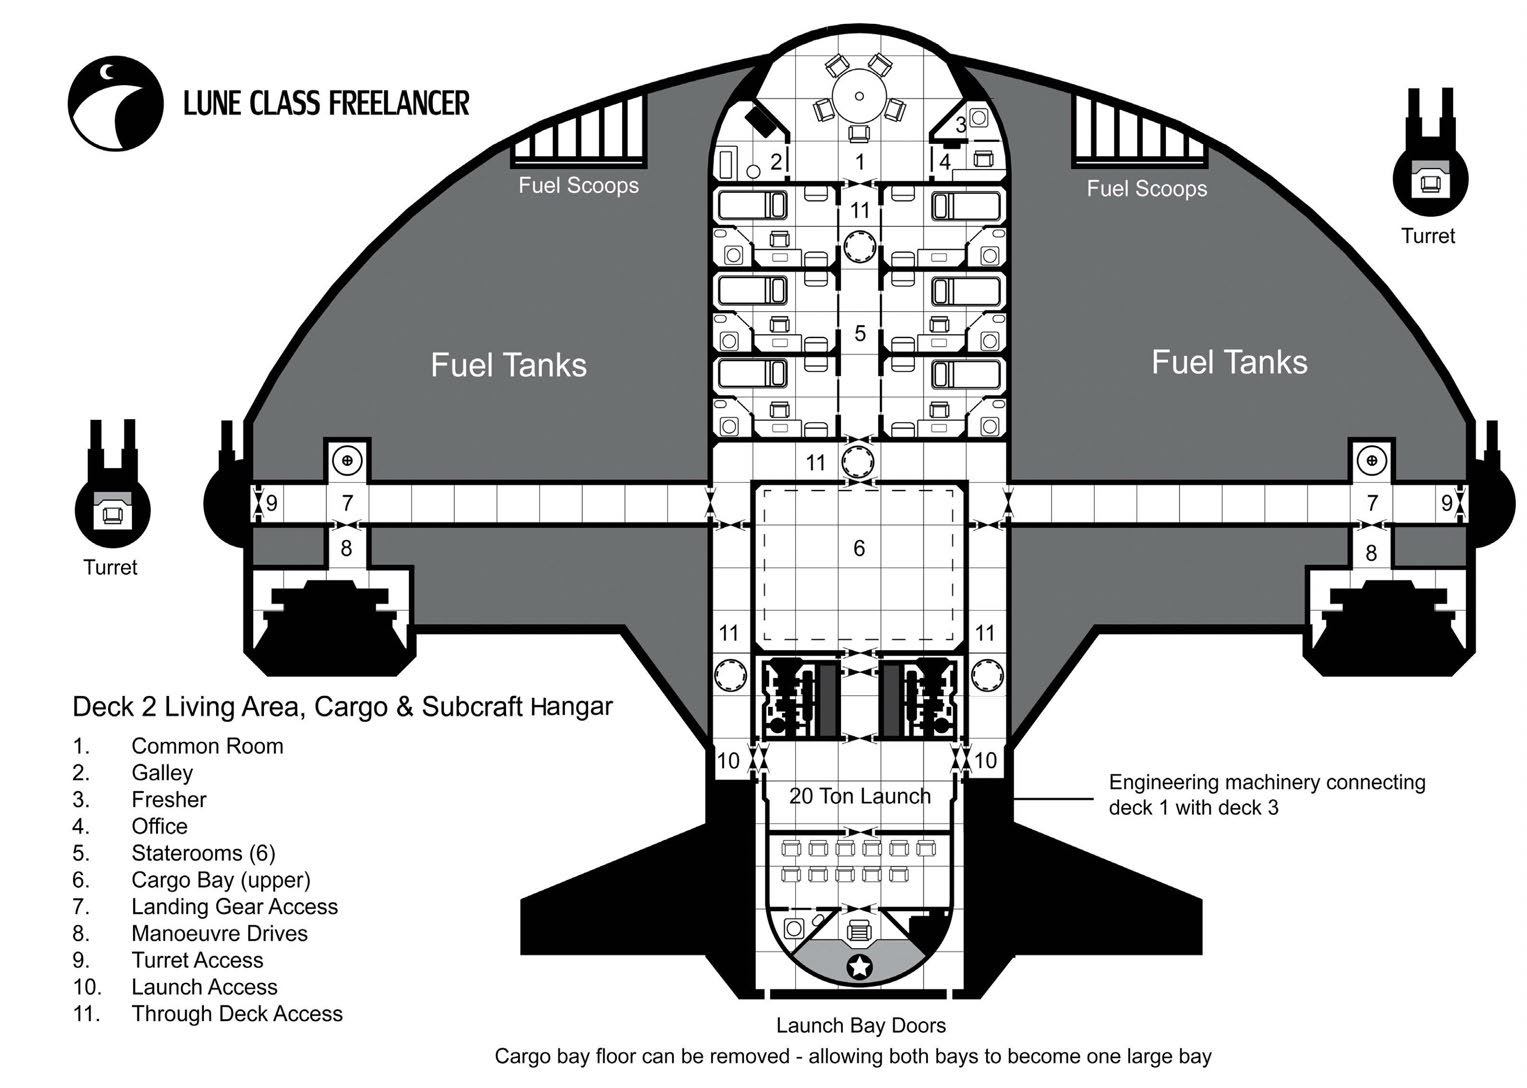 LUNE CLASS FREELANCER
Fuel Scoops
Fuel Scoops
Turret
3
2
1
4
11
5
Fuel Tanks
Fuel Tanks
11
9
7
7
9
6
8
8
Turret
11
11
10
10
20 Ton Launch
Engineering machinery connecting
deck 1 with deck 3
Deck 2 Living Area, Cargo & Subcraft Hangar
1. Common Room
2. Galley
3. Fresher
4. Office
5. Staterooms (6)
6. Cargo Bay (upper)
7. Landing Gear Access
8. Manoeuvre Drives
9. Turret Access
10. Launch Access
11. Through Deck Access
Launch Bay Doors
Cargo bay floor can be removed - allowing both bays to become one large bay